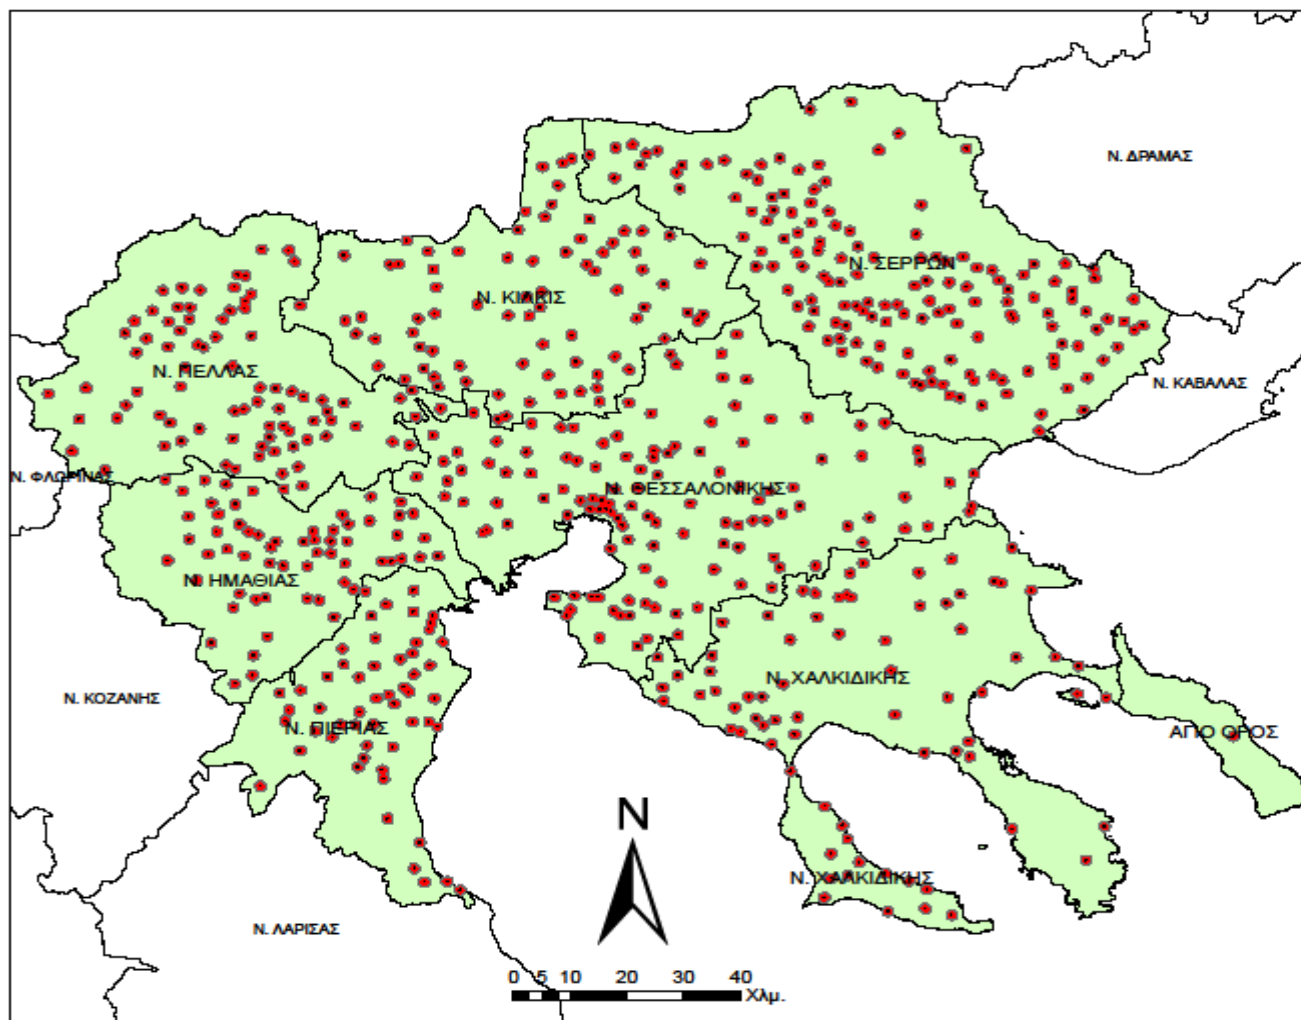 Ν. ΔΡΑΜΑΣ
Ν. ΣΕΡΡΩΝ
Ν. ΚΙΛΚΙΣ
Ν. ΠΕΛΛΑΣ
Ν. ΚΑΒΑΛΑΣ
Ν. ΦΛΩΡΙΝΑΣ
Ν. ΘΕΣΣΑΛΟΝΙΚΗΣ
Ν. ΗΜΑΘΙΑΣ
Ν. ΧΑΛΚΙΔΙΚΗΣ
Ν. ΚΟΖΑΝΗΣ
Ν. ΠΙΕΡΙΑΣ
ΑΓΙΟ ΟΡΟΣ
N
Ν. ΧΑΛΚΙΔΙΚΗΣ
Ν. ΛΑΡΙΣΑΣ
0 5 10 20 30 40
Χλμ.